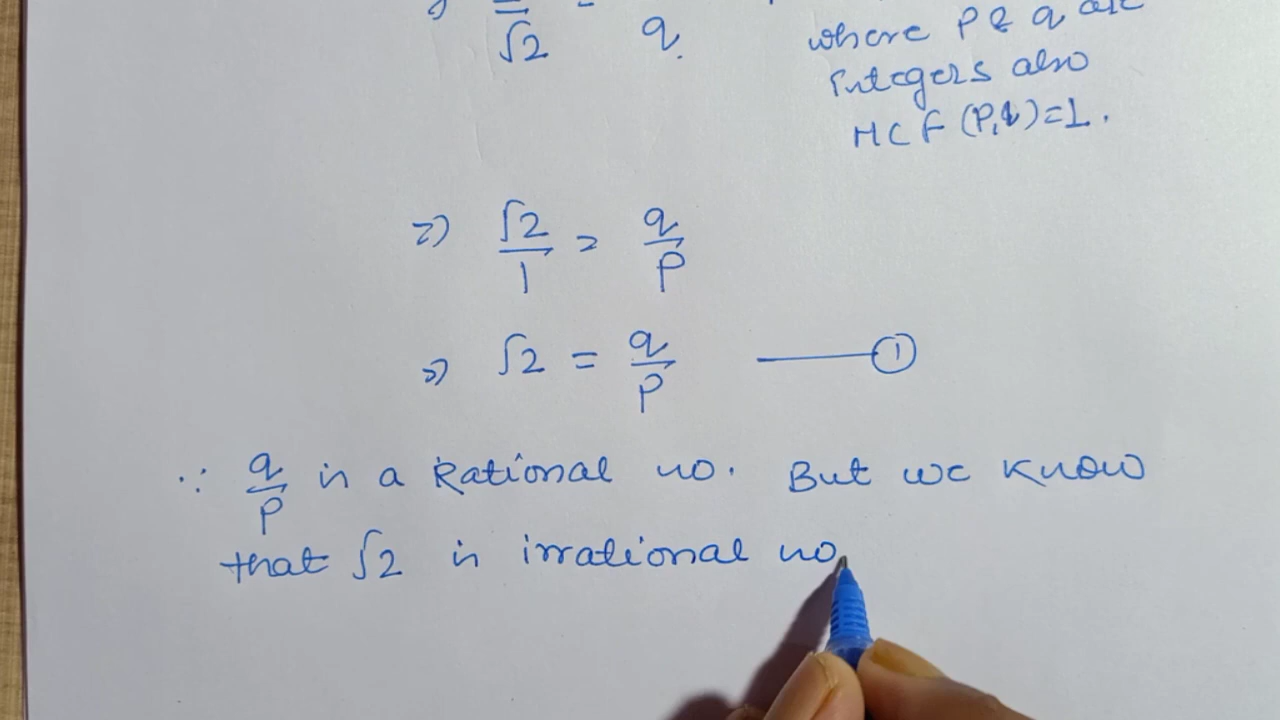 √2 q
where P & q are
integers also
HCF (P,q)=1.
⇒ √2/1 = q/P
⇒ √2 = q/P —— ①
∵ q/P is a Rational no. But we know
that √2 is irrational no